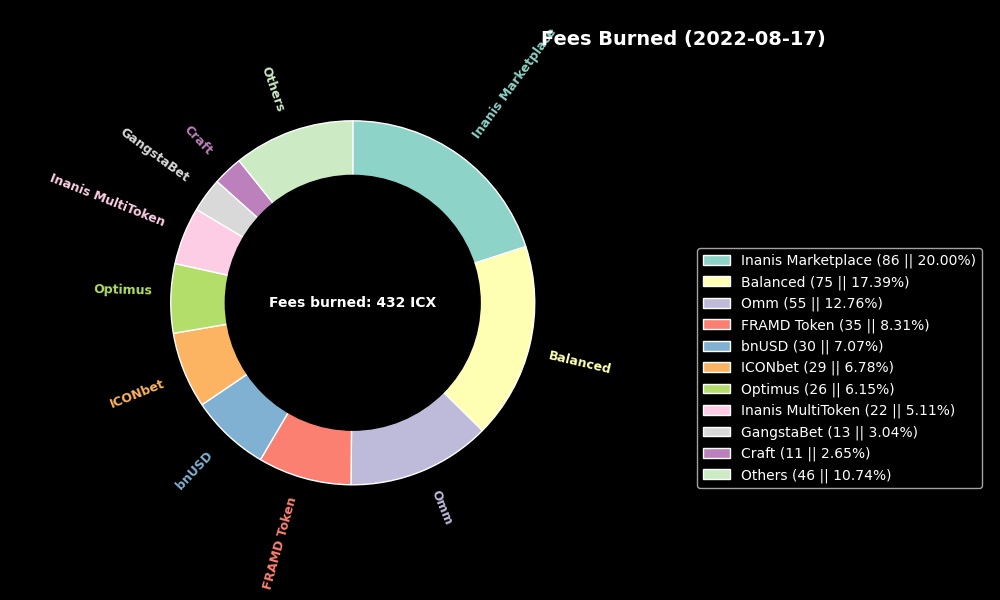 Fees Burned (2022-08-17)
Inanis Marketplace
Others
Craft
GangstaBet
Inanis MultiToken
Optimus
ICONbet
bnUSD
FRAMD Token
Omm
Balanced
Fees burned: 432 ICX
Inanis Marketplace (86 || 20.00%)
Balanced (75 || 17.39%)
Omm (55 || 12.76%)
FRAMD Token (35 || 8.31%)
bnUSD (30 || 7.07%)
ICONbet (29 || 6.78%)
Optimus (26 || 6.15%)
Inanis MultiToken (22 || 5.11%)
GangstaBet (13 || 3.04%)
Craft (11 || 2.65%)
Others (46 || 10.74%)